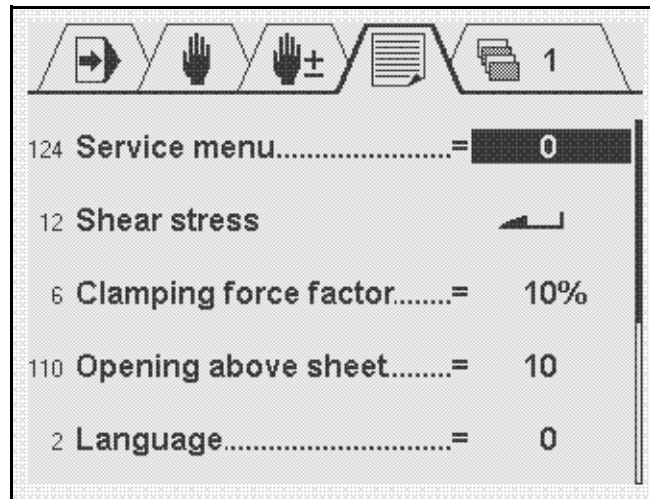 1
124 Service menu......................= 0
12 Shear stress
6 Clamping force factor........= 10%
110 Opening above sheet........= 10
2 Language............................= 0